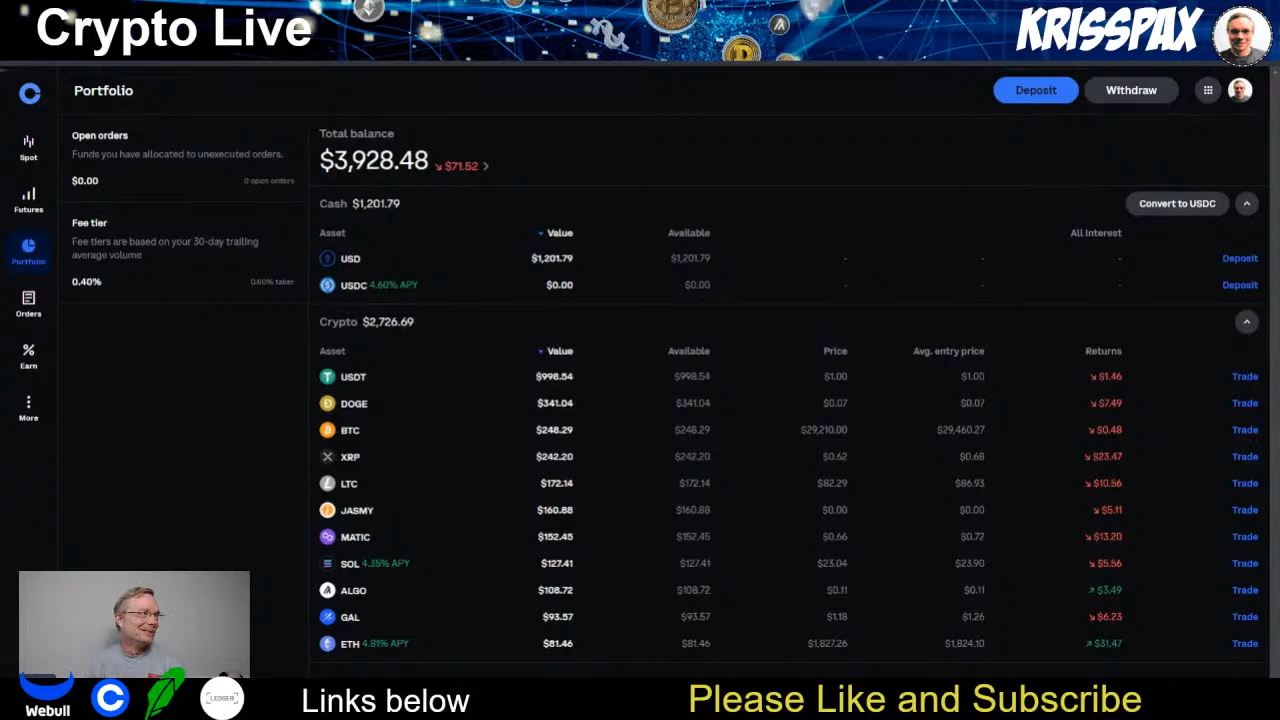 Crypto Live
KRISSPAX
Portfolio
Deposit
Withdraw
Spot
Futures
Portfolio
Orders
Earn
More
Open orders
Funds you have allocated to unexecuted orders.
$0.00 0 open orders
Fee tier
Fee tiers are based on your 30-day trailing
average volume
0.40% 0.60% taker
Total balance
$3,928.48 ↘ $71.52 >
Cash $1,201.79 Convert to USDC
Asset Value Available All Interest
USD $1,201.79 $1,201.79 - - - Deposit
USDC 4.60% APY $0.00 $0.00 - - - Deposit
Crypto $2,726.69
Asset Value Available Price Avg. entry price Returns
USDT $998.54 $998.54 $1.00 $1.00 ↘ $1.46 Trade
DOGE $341.04 $341.04 $0.07 $0.07 ↘ $7.49 Trade
BTC $248.29 $248.29 $29,210.00 $29,460.27 ↘ $0.48 Trade
XRP $242.20 $242.20 $0.62 $0.68 ↘ $23.47 Trade
LTC $172.14 $172.14 $82.29 $86.93 ↘ $10.56 Trade
JASMY $160.88 $160.88 $0.00 $0.00 ↘ $5.11 Trade
MATIC $152.45 $152.45 $0.66 $0.72 ↘ $13.20 Trade
SOL 4.35% APY $127.41 $127.41 $23.04 $23.90 ↘ $5.56 Trade
ALGO $108.72 $108.72 $0.11 $0.11 ↗ $3.49 Trade
GAL $93.57 $93.57 $1.18 $1.26 ↘ $6.23 Trade
ETH 4.81% APY $81.46 $81.46 $1,827.26 $1,824.10 ↗ $31.47 Trade
Webull
LEDGER
Links below
Please Like and Subscribe